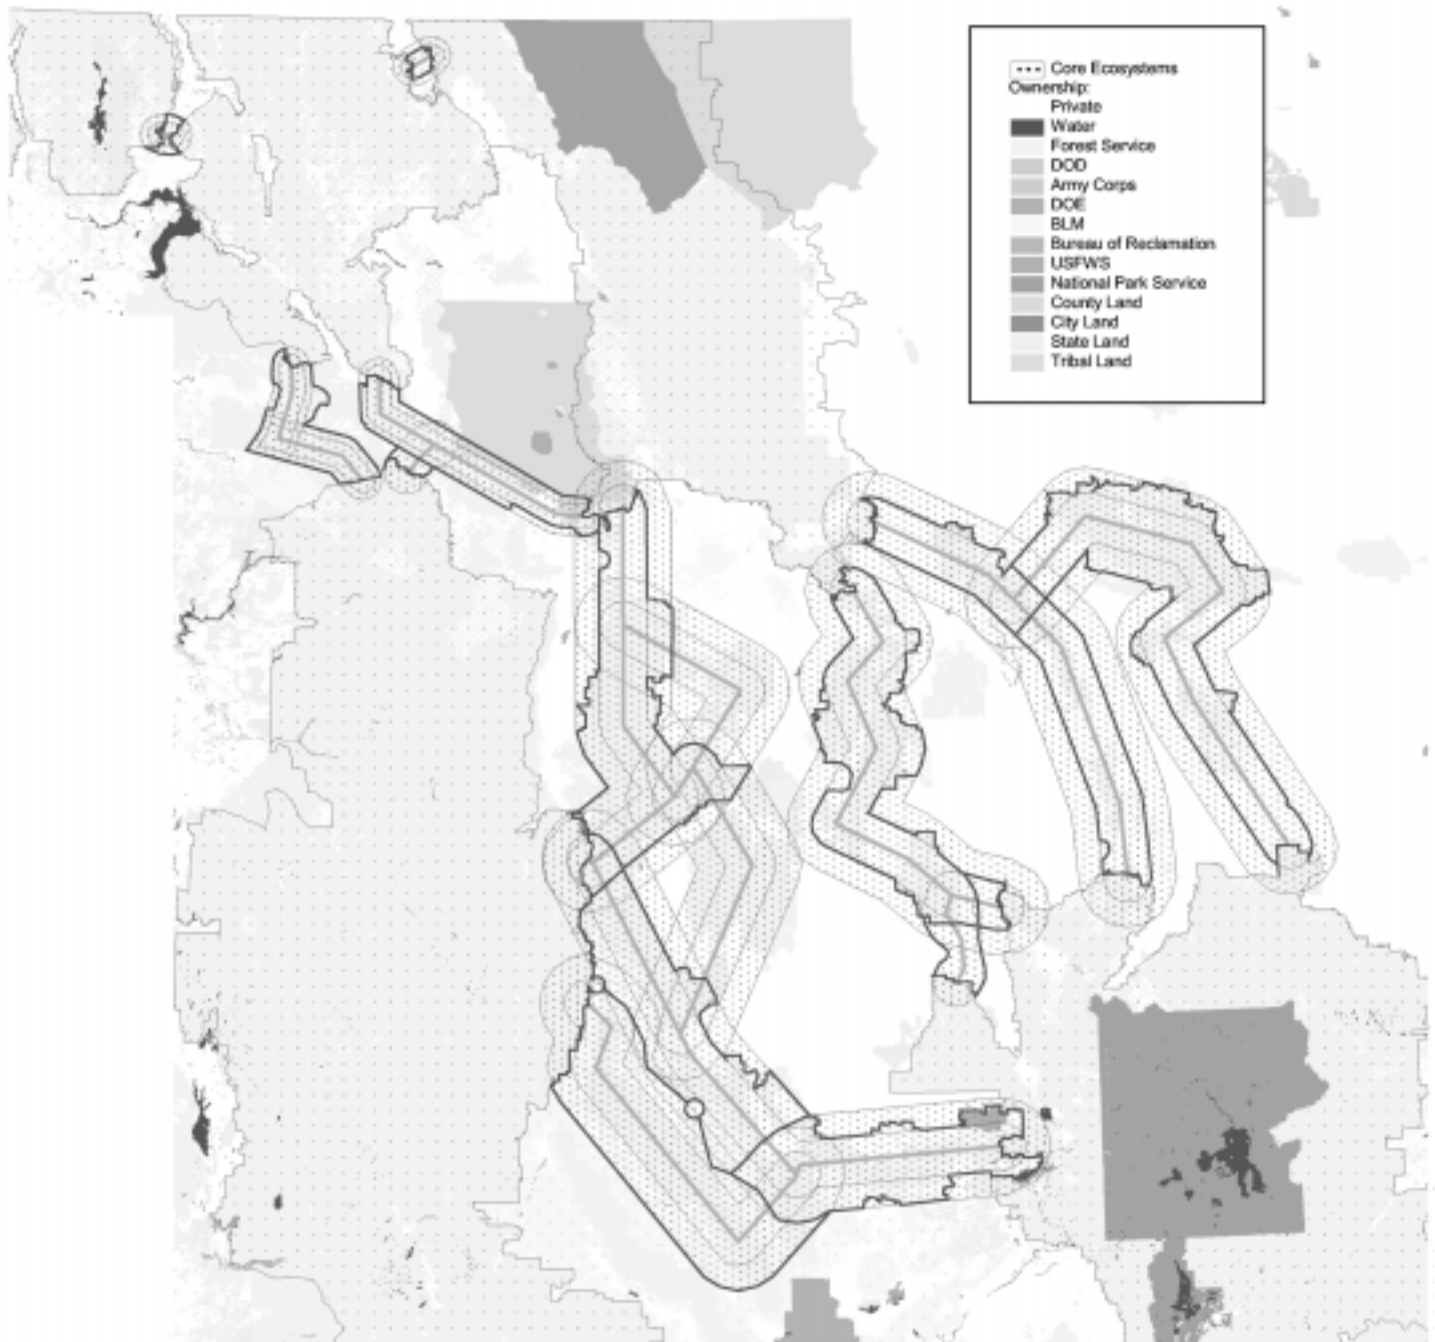 Core Ecosystems
Ownership:
Private
Water
Forest Service
DOD
Army Corps
DOE
BLM
Bureau of Reclamation
USFWS
National Park Service
County Land
City Land
State Land
Tribal Land